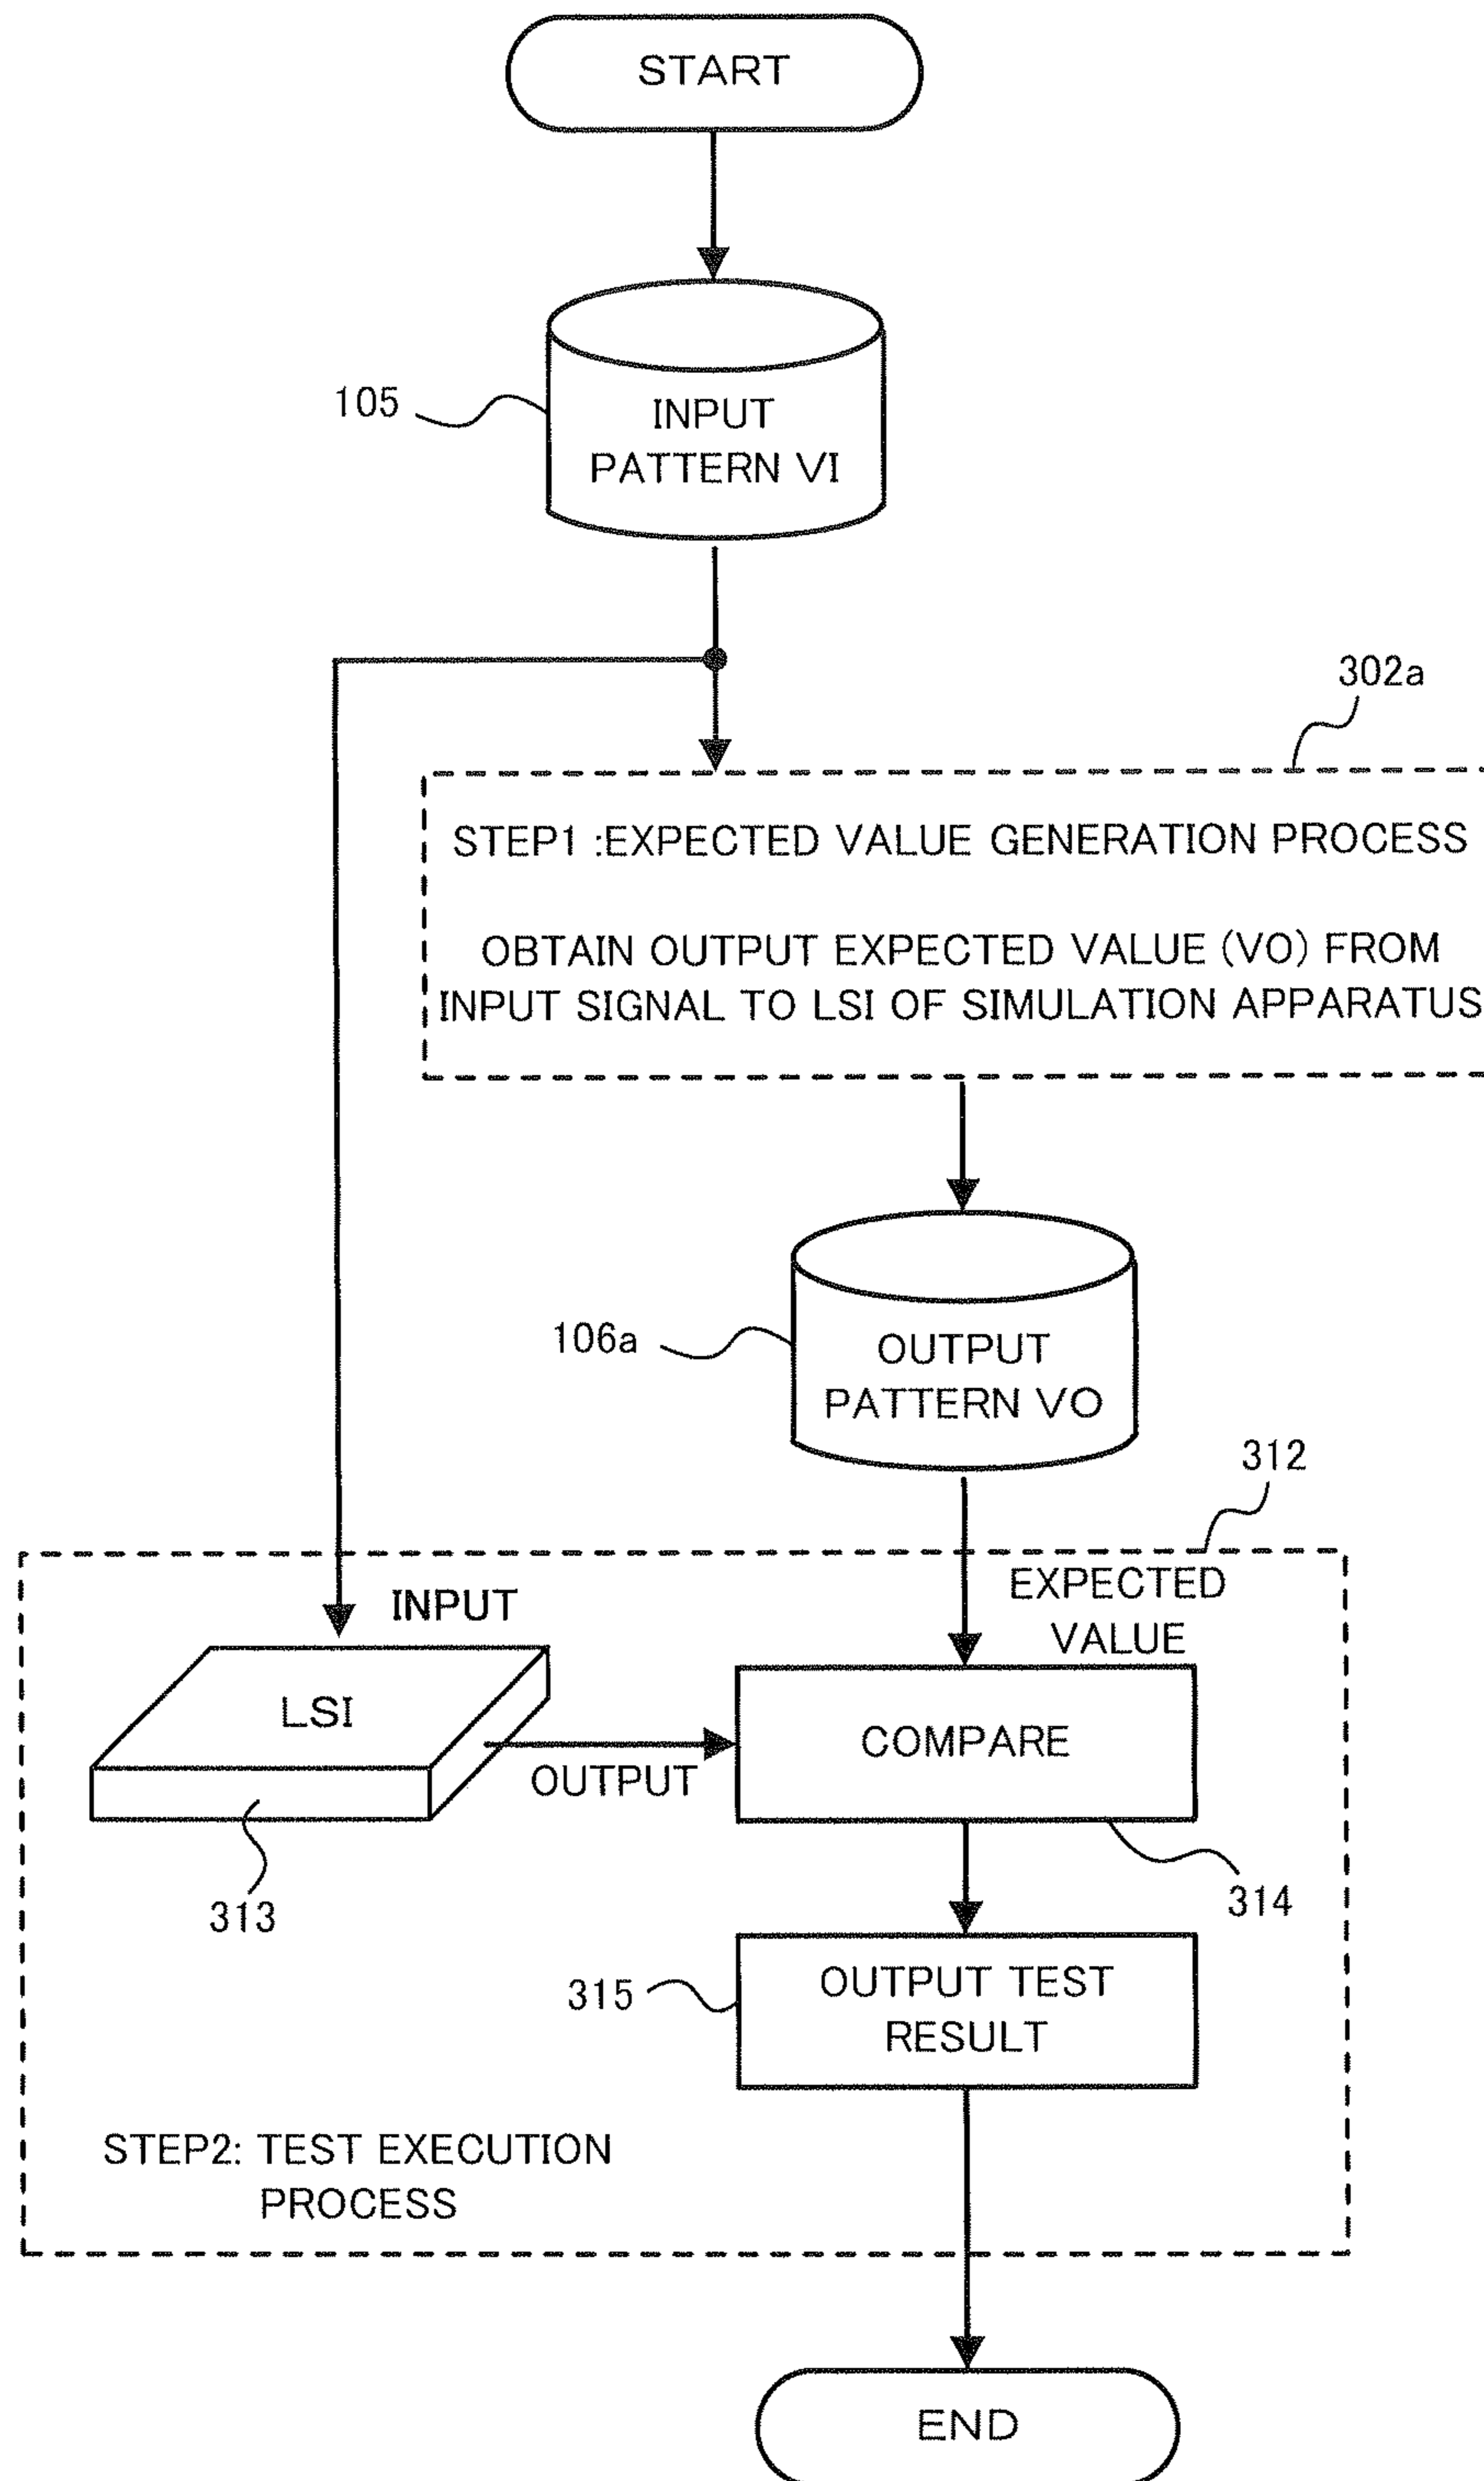 START
105
INPUT
PATTERN VI
302a
STEP1 :EXPECTED VALUE GENERATION PROCESS
OBTAIN OUTPUT EXPECTED VALUE (VO) FROM
INPUT SIGNAL TO LSI OF SIMULATION APPARATUS
106a
OUTPUT
PATTERN VO
312
INPUT
EXPECTED
VALUE
LSI
OUTPUT
COMPARE
313
314
315
OUTPUT TEST
RESULT
STEP2: TEST EXECUTION
PROCESS
END